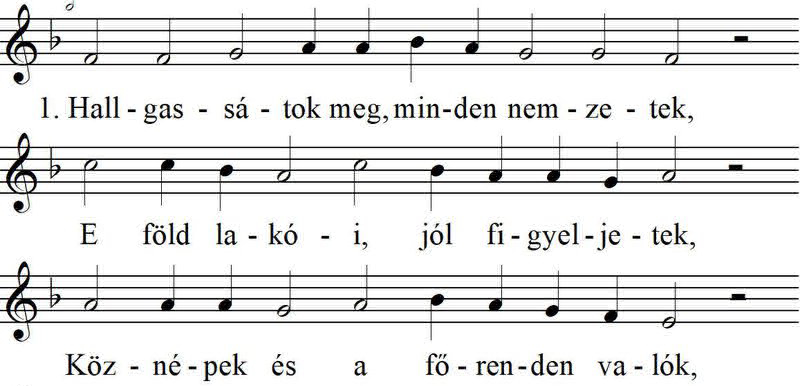 1. Hall - gas - sá - tok meg, min-den nem - ze - tek,
E föld la - kó - i, jól fi - gyel - je - tek,
Köz - né - pek és a fő - ren - den va - lók,